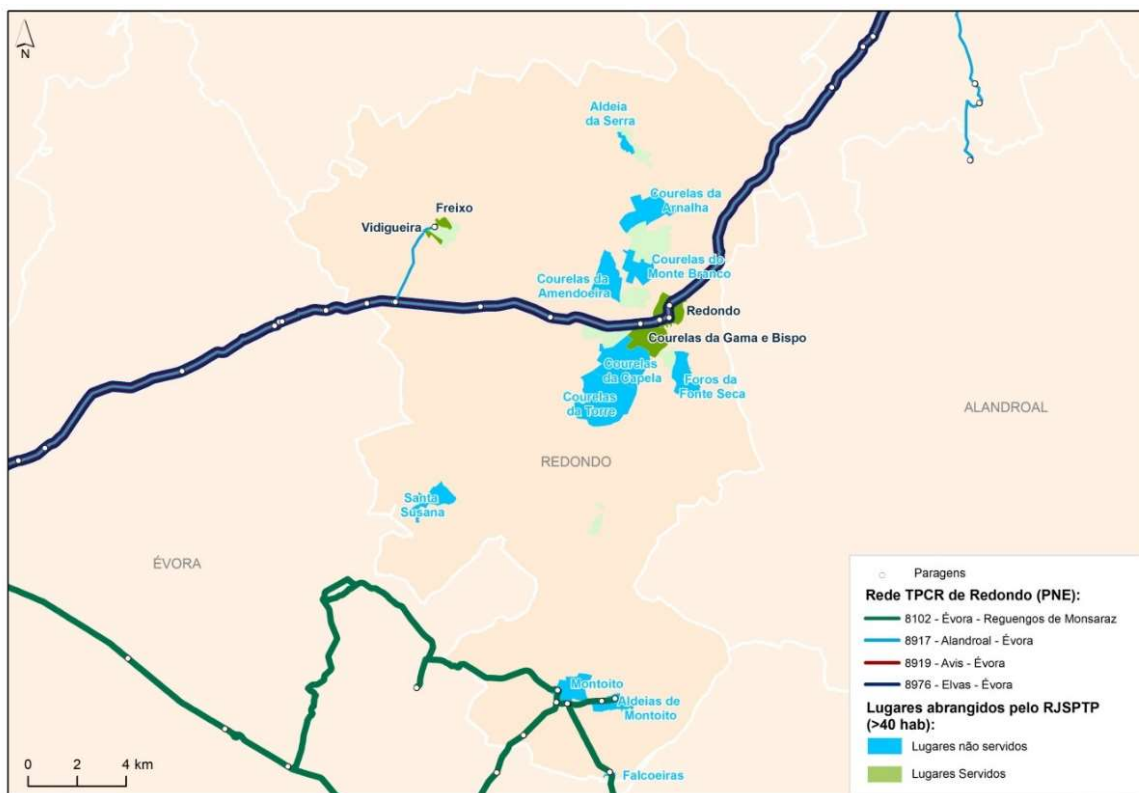 N
Aldeia
da Serra
Courelas da
Arnalha
Freixo
Vidigueira
Courelas do
Monte Branco
Courelas da
Amendoeira
Redondo
Courelas da Gama e Bispo
Courelas
da Capela
Foros da
Fonte Seca
Courelas
da Torre
ALANDROAL
REDONDO
Santa
Susana
ÉVORA
Montoito
Aldeias de
Montoito
Falcoeiras
0 2 4 km
Paragens
Rede TPCR de Redondo (PNE):
8102 - Évora - Reguengos de Monsaraz
8917 - Alandroal - Évora
8919 - Avis - Évora
8976 - Elvas - Évora
Lugares abrangidos pelo RJSPTP
(>40 hab):
Lugares não servidos
Lugares Servidos